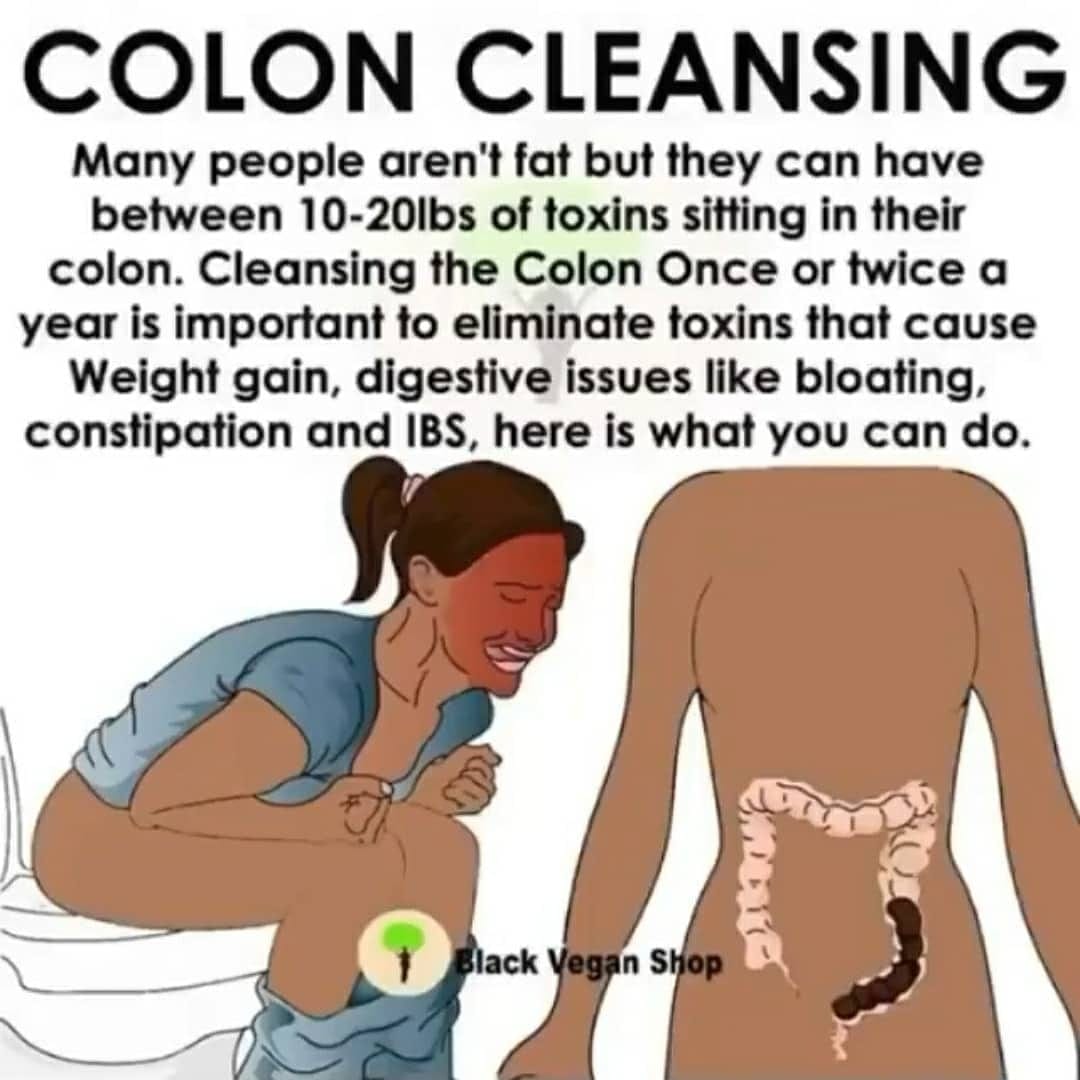 COLON CLEANSING
Many people aren't fat but they can have
between 10-20lbs of toxins sitting in their
colon. Cleansing the Colon Once or twice a
year is important to eliminate toxins that cause
Weight gain, digestive issues like bloating,
constipation and IBS, here is what you can do.
Black Vegan Shop